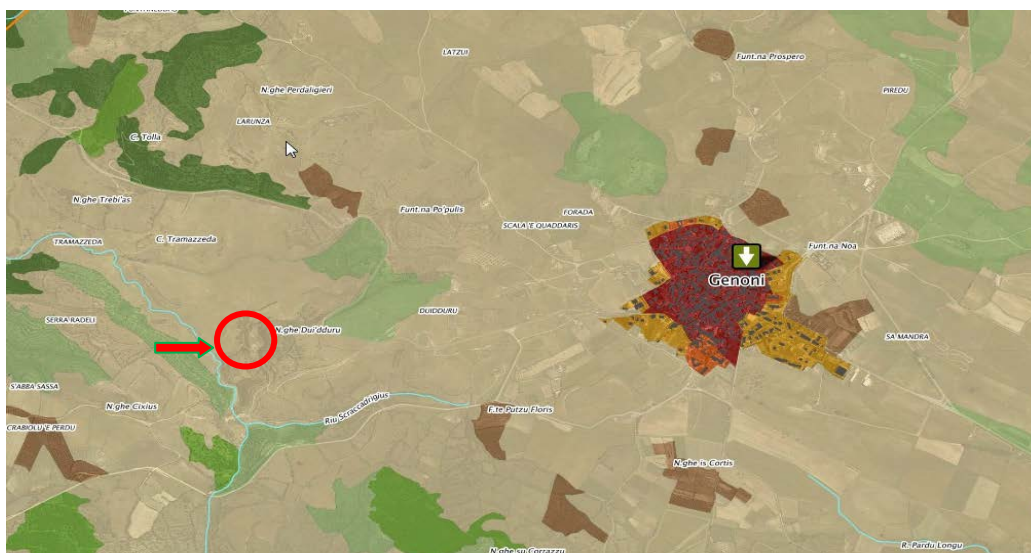 LATZUI
Funt.na Prospero
N.ghe Perdaligieri
PIREDU
LARUNZA
C. Tolla
N.ghe Trebi'as
Funt.na Po'pulis
FORADA
SCALA 'E QUADDARIS
TRAMAZZEDA
C. Tramazzeda
Funt.na Noa
Genoni
SERRA RADELI
DUIDDURU
N.ghe Dui'dduru
SA MANDRA
S'ABBA SASSA
Riu Scraccadrigius
N.ghe Cixius
F.te Putzu Floris
CRABIOLU 'E PERDU
N.ghe is Cortis
R. Pardu Longu
N.ghe su Corrazzu